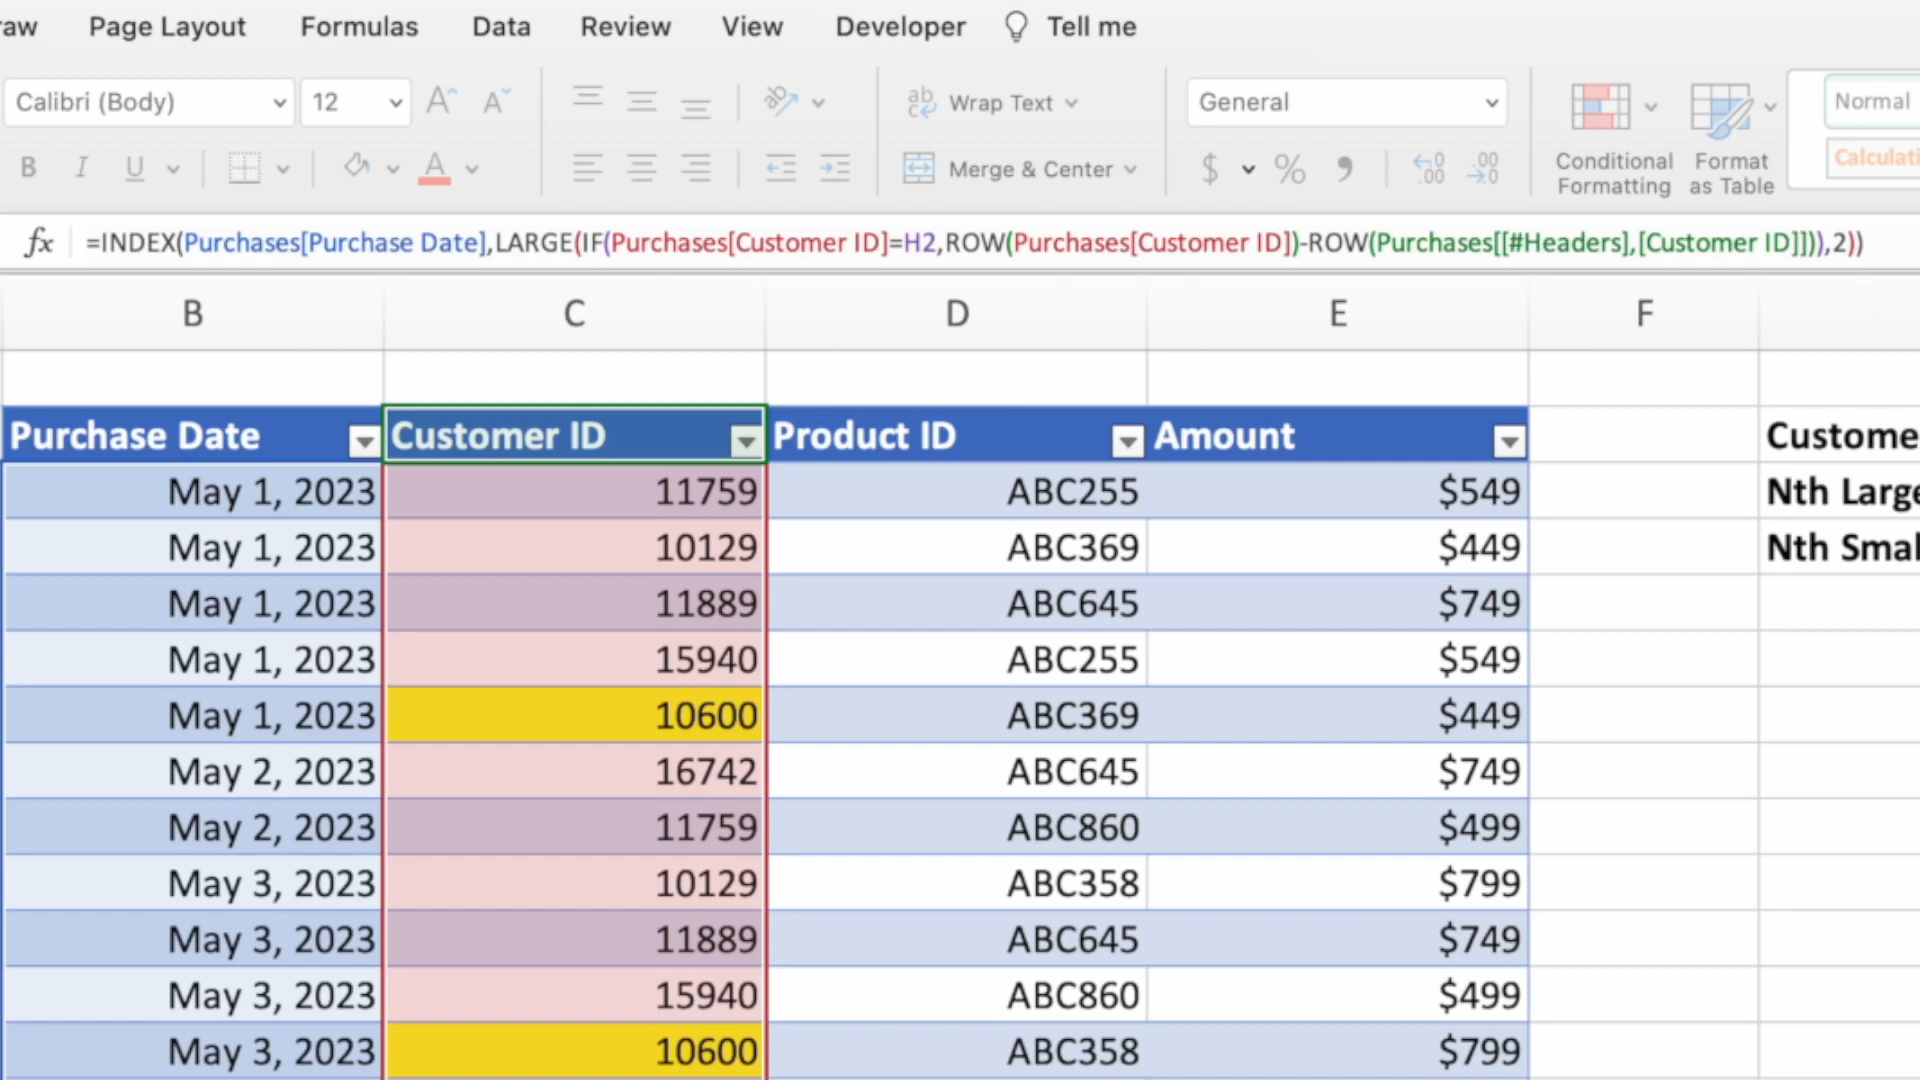 raw Page Layout Formulas Data Review View Developer Tell me
Calibri (Body) 12 A A ab Wrap Text General Normal
B I U A Merge & Center $ % Conditional Formatting Format as Table Calculati
fx =INDEX(Purchases[Purchase Date],LARGE(IF(Purchases[Customer ID]=H2,ROW(Purchases[Customer ID])-ROW(Purchases[[#Headers],[Customer ID]])),2))
B C D E F
Purchase Date Customer ID Product ID Amount Custome
May 1, 2023 11759 ABC255 $549 Nth Large
May 1, 2023 10129 ABC369 $449 Nth Smal
May 1, 2023 11889 ABC645 $749
May 1, 2023 15940 ABC255 $549
May 1, 2023 10600 ABC369 $449
May 2, 2023 16742 ABC645 $749
May 2, 2023 11759 ABC860 $499
May 3, 2023 10129 ABC358 $799
May 3, 2023 11889 ABC645 $749
May 3, 2023 15940 ABC860 $499
May 3, 2023 10600 ABC358 $799